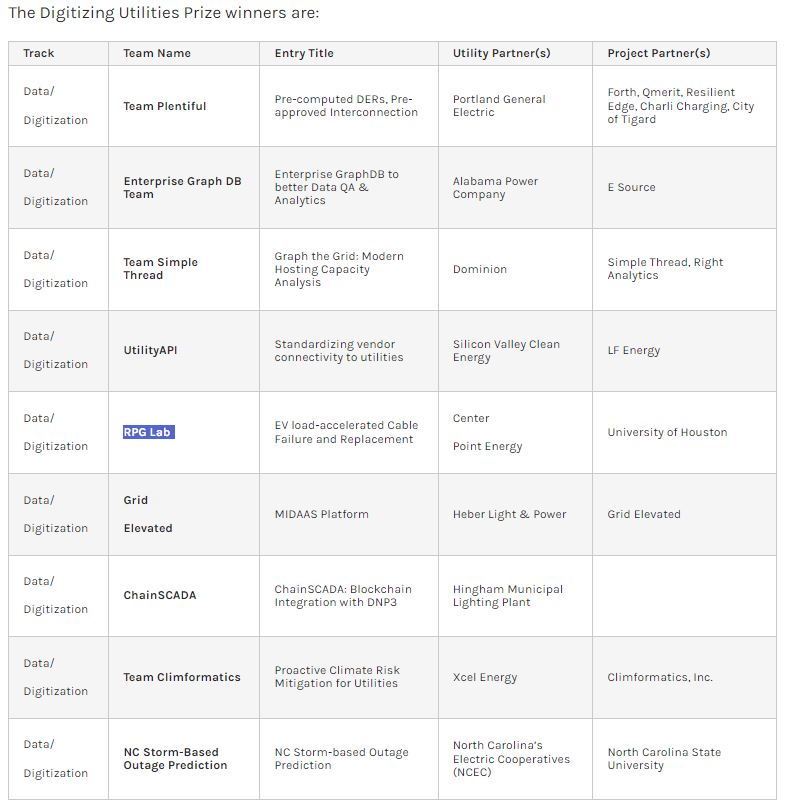 The Digitizing Utilities Prize winners are:
Track Team Name Entry Title Utility Partner(s) Project Partner(s)
Data/
Digitization
Team Plentiful
Pre-computed DERs, Pre-
approved Interconnection
Portland General
Electric
Forth, Qmerit, Resilient
Edge, Charli Charging, City
of Tigard
Data/
Digitization
Enterprise Graph DB
Team
Enterprise GraphDB to
better Data QA &
Analytics
Alabama Power
Company
E Source
Data/
Digitization
Team Simple
Thread
Graph the Grid: Modern
Hosting Capacity
Analysis
Dominion
Simple Thread, Right
Analytics
Data/
Digitization
UtilityAPI
Standardizing vendor
connectivity to utilities
Silicon Valley Clean
Energy
LF Energy
Data/
Digitization
RPG Lab
EV load-accelerated Cable
Failure and Replacement
Center
Point Energy
University of Houston
Data/
Digitization
Grid
Elevated
MIDAAS Platform
Heber Light & Power
Grid Elevated
Data/
Digitization
ChainSCADA
ChainSCADA: Blockchain
Integration with DNP3
Hingham Municipal
Lighting Plant
Data/
Digitization
Team Climformatics
Proactive Climate Risk
Mitigation for Utilities
Xcel Energy
Climformatics, Inc.
Data/
Digitization
NC Storm-Based
Outage Prediction
NC Storm-based Outage
Prediction
North Carolina's
Electric Cooperatives
(NCEC)
North Carolina State
University